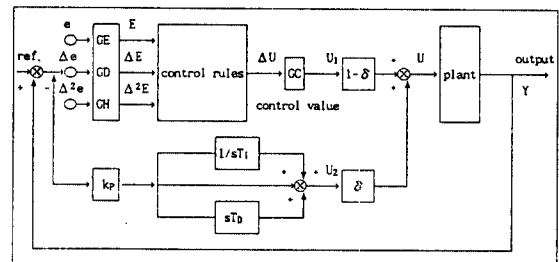 e GE E
ref. Δe GD ΔE control rules ΔU GC U₁ 1-δ U plant output
+ - Δ²e GH Δ²E control value + + Y
1/sTi
kp + + + U₂ δ
sTD